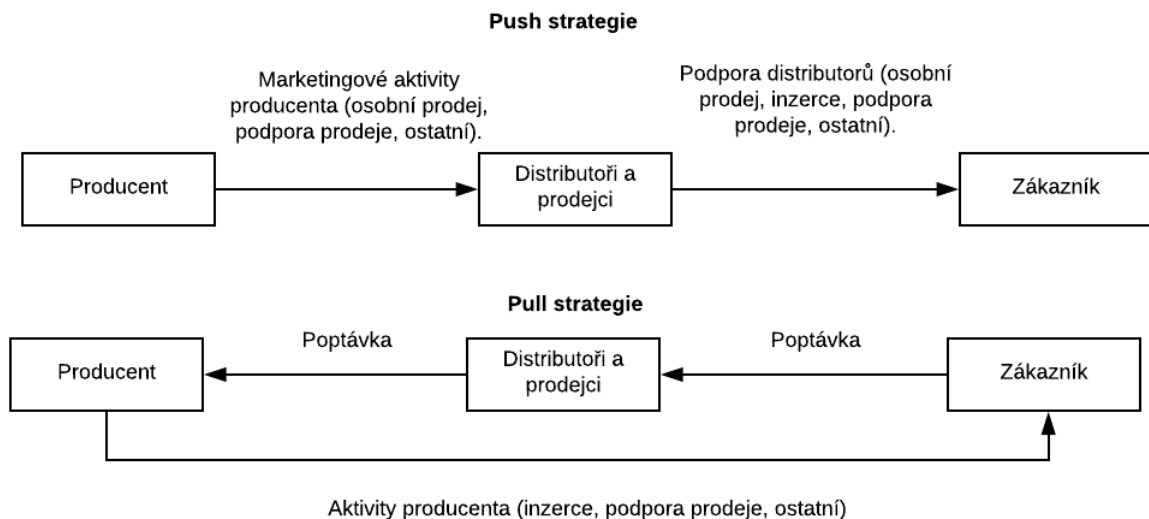 Push strategie
Marketingové aktivity
producenta (osobní prodej,
podpora prodeje, ostatní).
Podpora distributorů (osobní
prodej, inzerce, podpora
prodeje, ostatní).
Producent
Distributoři a
prodejci
Zákazník
Pull strategie
Producent
Poptávka
Distributoři a
prodejci
Poptávka
Zákazník
Aktivity producenta (inzerce, podpora prodeje, ostatní)